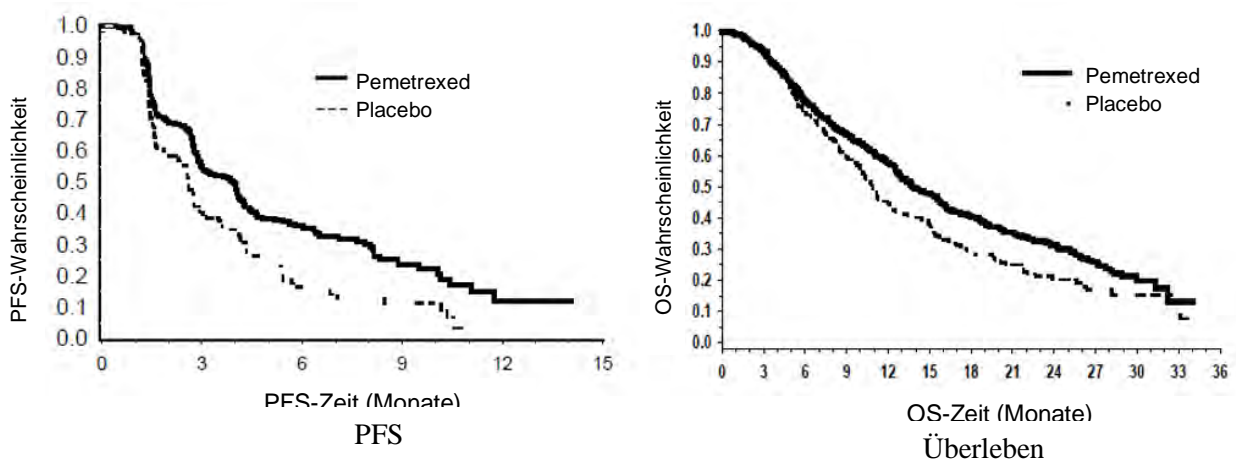 PFS-Wahrscheinlichkeit
1.0
0.9
0.8
0.7
0.6
0.5
0.4
0.3
0.2
0.1
0.0
Pemetrexed
Placebo
0 3 6 9 12 15
PFS-Zeit (Monate)
PFS
OS-Wahrscheinlichkeit
1.0
0.9
0.8
0.7
0.6
0.5
0.4
0.3
0.2
0.1
0.0
Pemetrexed
Placebo
0 3 6 9 12 15 18 21 24 27 30 33 36
OS-Zeit (Monate)
Überleben